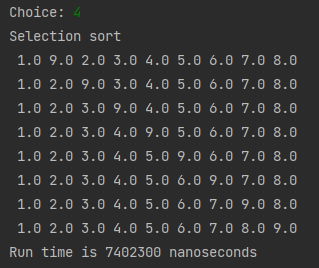 Choice: 4
Selection sort
1.0 9.0 2.0 3.0 4.0 5.0 6.0 7.0 8.0
1.0 2.0 9.0 3.0 4.0 5.0 6.0 7.0 8.0
1.0 2.0 3.0 9.0 4.0 5.0 6.0 7.0 8.0
1.0 2.0 3.0 4.0 9.0 5.0 6.0 7.0 8.0
1.0 2.0 3.0 4.0 5.0 9.0 6.0 7.0 8.0
1.0 2.0 3.0 4.0 5.0 6.0 9.0 7.0 8.0
1.0 2.0 3.0 4.0 5.0 6.0 7.0 9.0 8.0
1.0 2.0 3.0 4.0 5.0 6.0 7.0 8.0 9.0
Run time is 7402300 nanoseconds